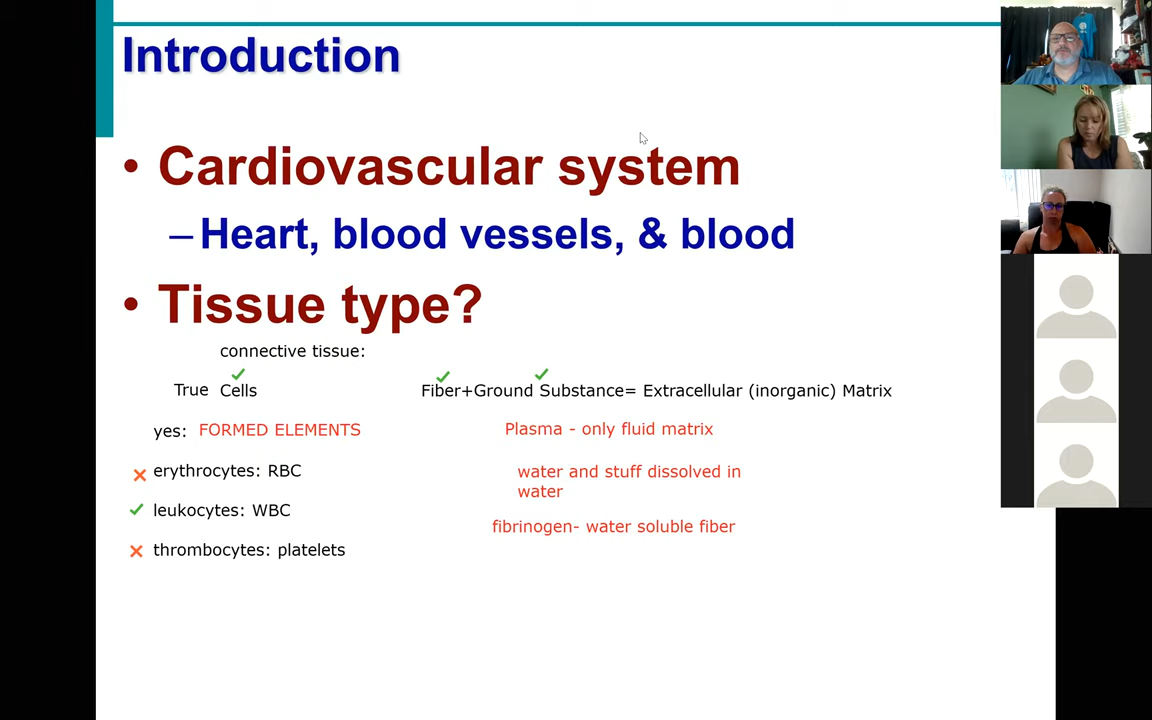 Introduction
• Cardiovascular system
– Heart, blood vessels, & blood
• Tissue type?
connective tissue:
True Cells
Fiber+Ground Substance= Extracellular (inorganic) Matrix
yes: FORMED ELEMENTS
Plasma - only fluid matrix
erythrocytes: RBC
water and stuff dissolved in
water
leukocytes: WBC
fibrinogen- water soluble fiber
thrombocytes: platelets